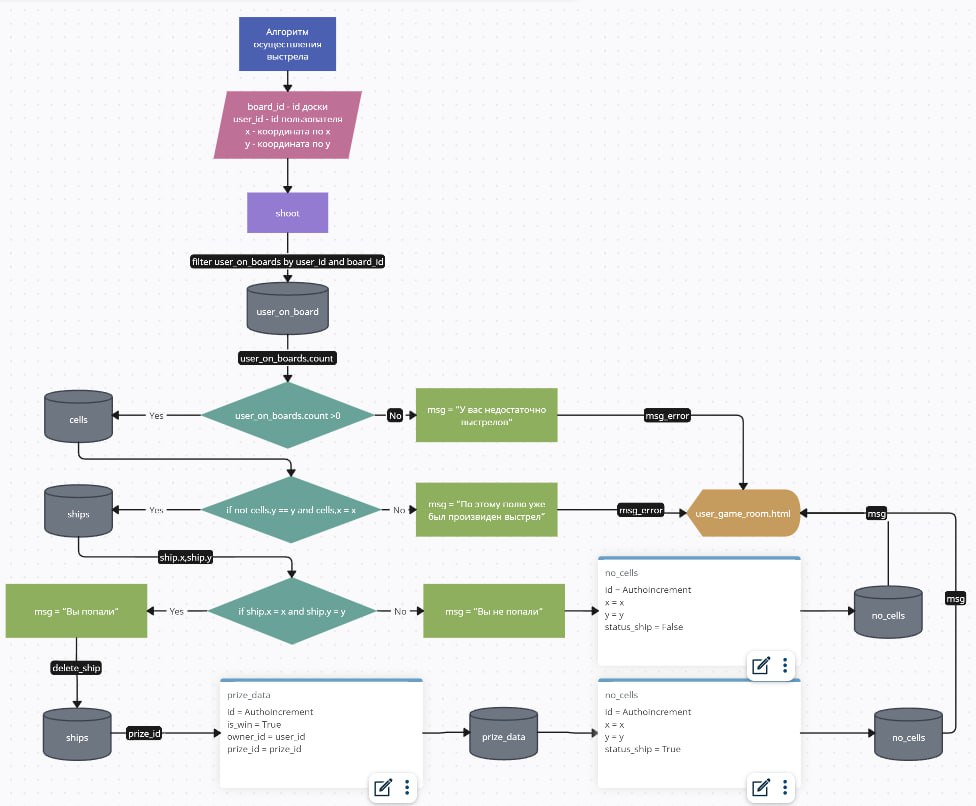 Алгоритм
осуществления
выстрела
board_id - id доски
user_id - id пользователя
x - координата по x
y - координата по y
shoot
filter user_on_boards by user_id and board_id
user_on_board
user_on_boards.count
cells
Yes
user_on_boards.count >0
No
msg = "У вас недостаточно
выстрелов"
msg_error
ships
Yes
if not cells,y == y and cells,x = x
No
msg = "По этому полю уже
был произвиден выстрел"
msg_error
user_game_room.html
msg
ship.x,ship.y
msg = "Вы попали"
Yes
if ship.x = x and ship.y = y
No
msg = "Вы не попали"
no_cells
id = AuthoIncrement
x = x
y = y
status_ship = False
no_cells
msg
delete_ship
ships
prize_id
prize_data
id = AuthoIncrement
is_win = True
owner_id = user_id
prize_id = prize_id
prize_data
no_cells
id = AuthoIncrement
x = x
y = y
status_ship = True
no_cells